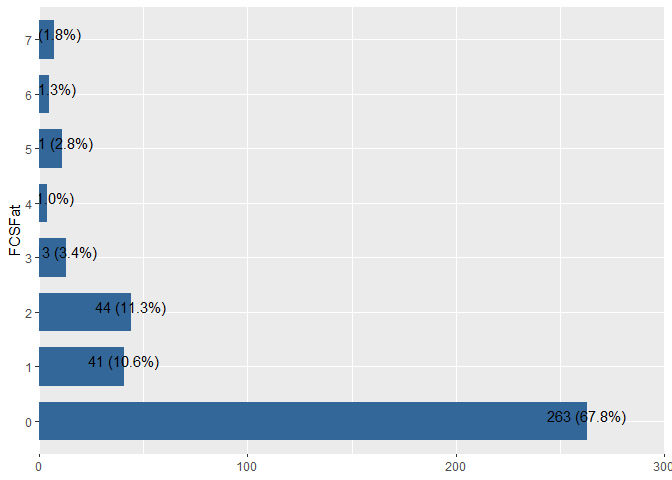 FCSFat
7 (1.8%)
6 1.3%)
5 1 (2.8%)
4 1.0%)
3 3 (3.4%)
2 44 (11.3%)
1 41 (10.6%)
0 263 (67.8%)
0 100 200 300